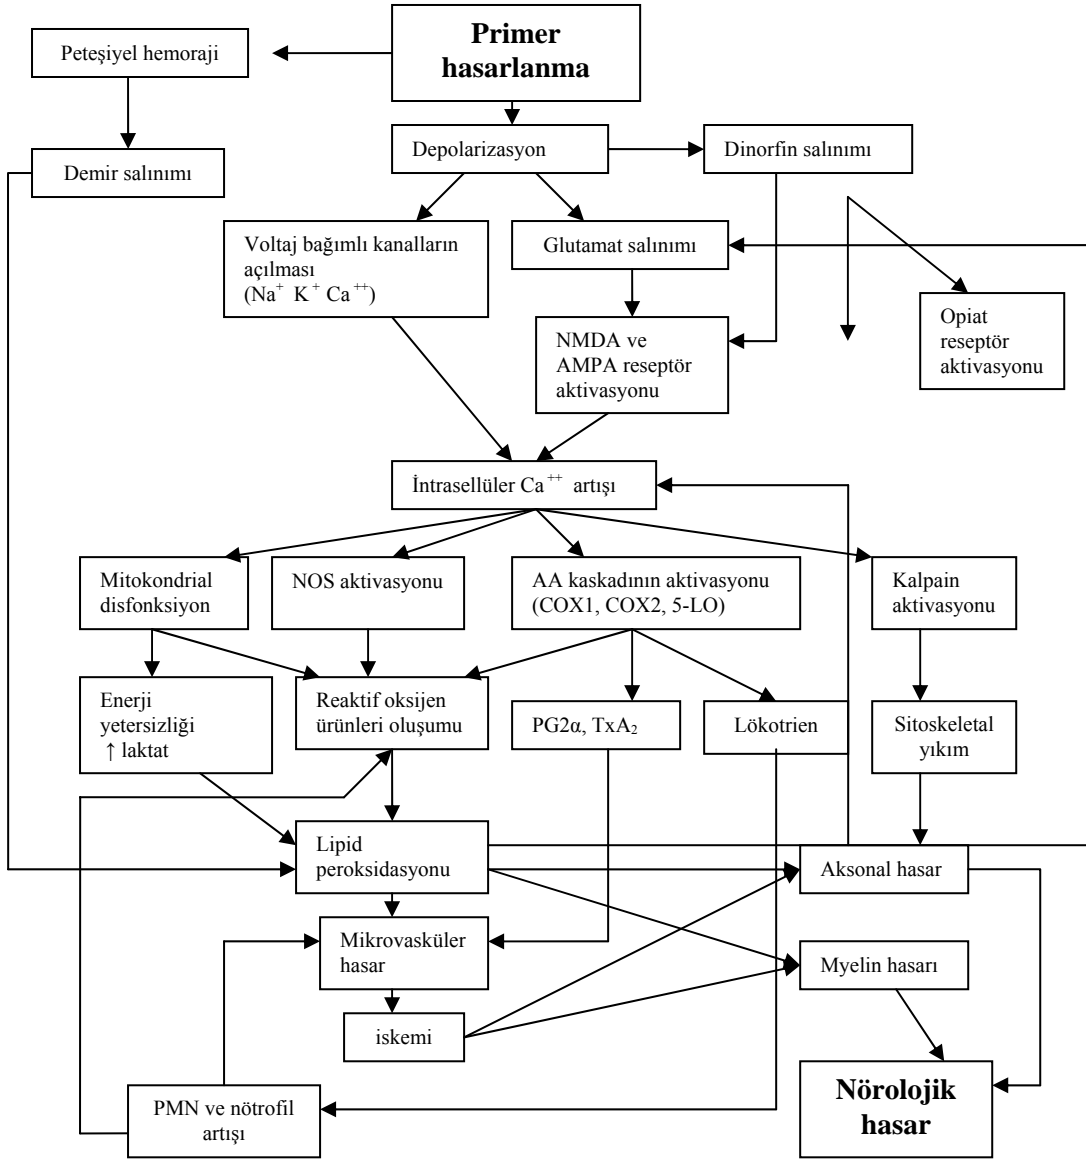 Primer
hasarlanma
Peteşiyel hemoraji
Depolarizasyon
Dinorfin salınımı
Demir salınımı
Voltaj bağımlı kanalların
açılması
(Na+ K+ Ca++)
Glutamat salınımı
Opiat
reseptör
aktivasyonu
NMDA ve
AMPA reseptör
aktivasyonu
İntrasellüler Ca++ artışı
Mitokondrial
disfonksiyon
NOS aktivasyonu
AA kaskadının aktivasyonu
(COX1, COX2, 5-LO)
Kalpain
aktivasyonu
Enerji
yetersizliği
↑ laktat
Reaktif oksijen
ürünleri oluşumu
PG2α, TxA2
Lökotrien
Sitoskeletal
yıkım
Lipid
peroksidasyonu
Aksonal hasar
Mikrovasküler
hasar
Myelin hasarı
iskemi
PMN ve nötrofil
artışı
Nörolojik
hasar